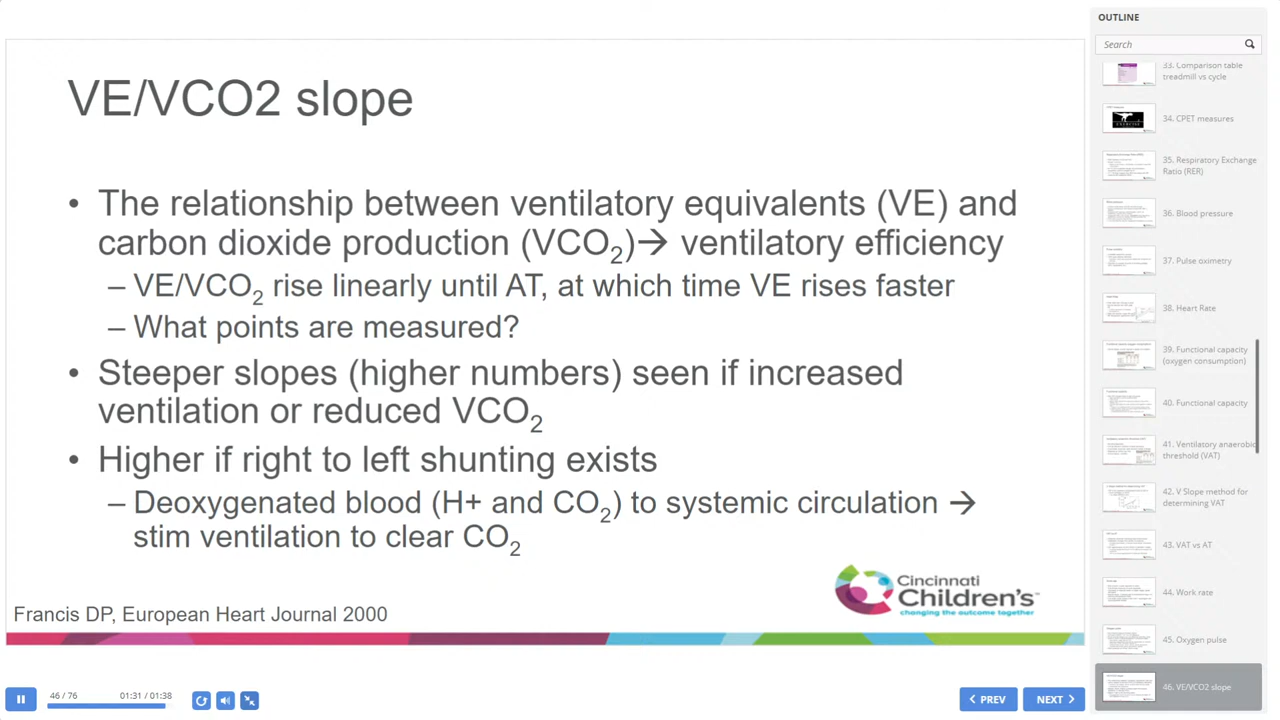 VE/VCO2 slope
• The relationship between ventilatory equivalents (VE) and
carbon dioxide production (VCO₂)→ ventilatory efficiency
– VE/VCO₂ rise linearly until AT, at which time VE rises faster
– What points are measured?
• Steeper slopes (higher numbers) seen if increased
ventilation or reduced VCO₂
• Higher if right to left shunting exists
– Deoxygenated blood (H+ and CO₂) to systemic circulation →
stim ventilation to clear CO₂
Cincinnati
Children's™
changing the outcome together
Francis DP, European Heart Journal 2000
46 / 76
01:31 / 01:38
PREV
NEXT
OUTLINE
Search
33. Comparison table
treadmill vs cycle
34. CPET measures
35. Respiratory Exchange
Ratio (RER)
36. Blood pressure
37. Pulse oximetry
38. Heart Rate
39. Functional capacity
(oxygen consumption)
40. Functional capacity
41. Ventilatory anaerobic
threshold (VAT)
42. V Slope method for
determining VAT
43. VAT vs AT
44. Work rate
45. Oxygen pulse
46. VE/VCO2 slope